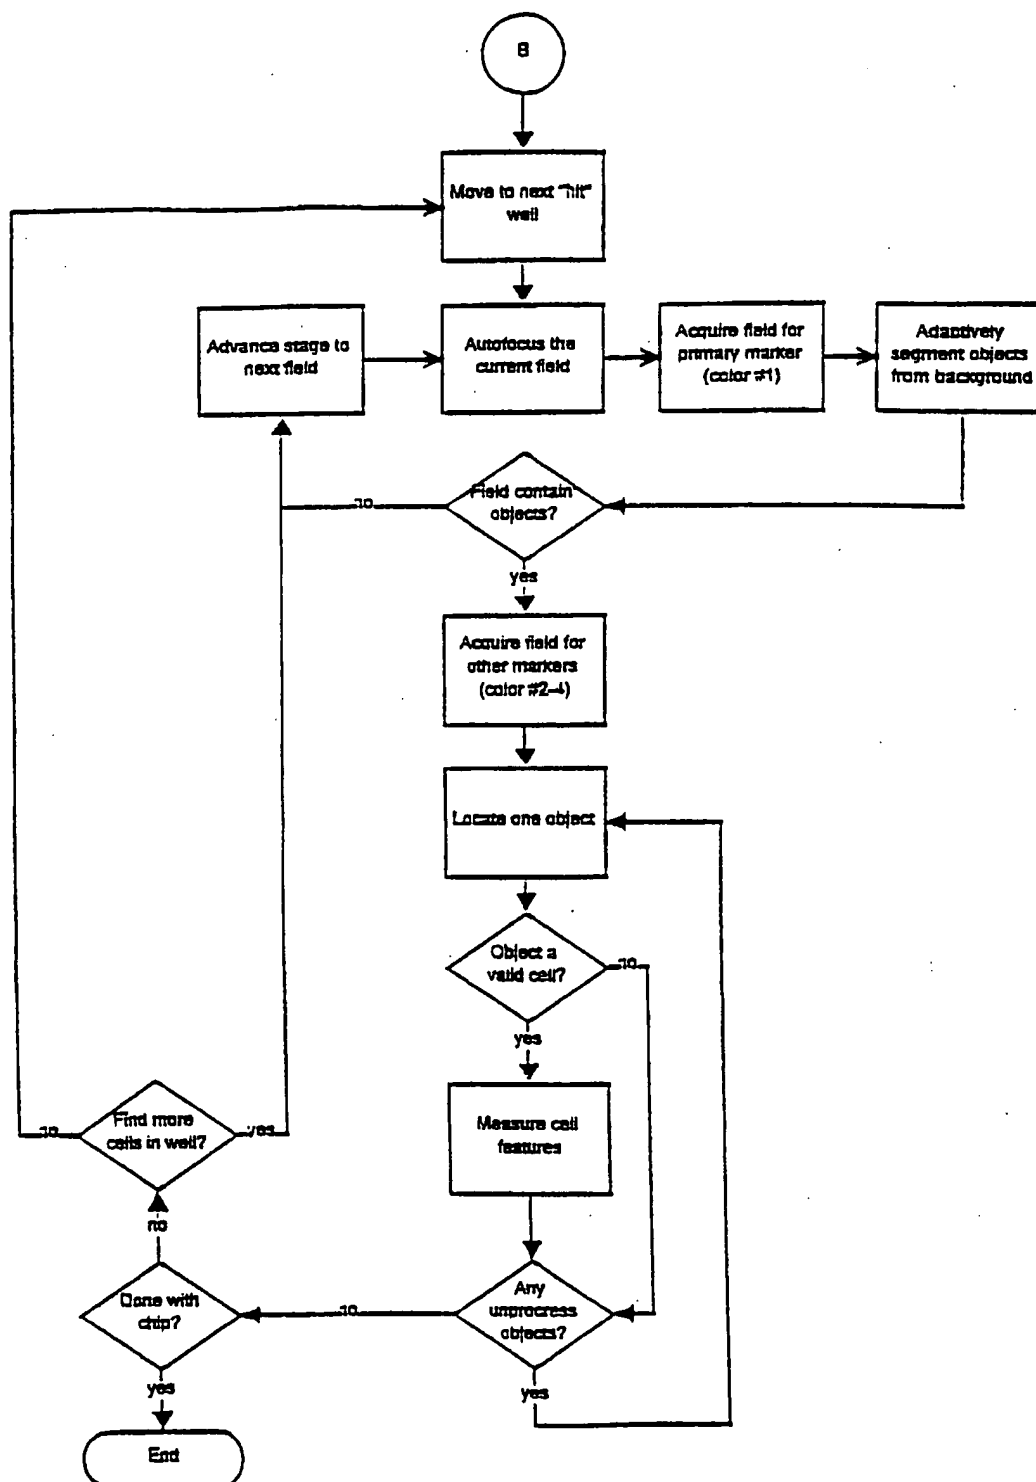 B
Move to next "hit"
well
Advance stage to
next field
Autofocus the
current field
Acquire field for
primary marker
(color #1)
Adaptively
segment objects
from background
no
Field contain
objects?
yes
Acquire field for
other markers
(color #2-4)
Locate one object
Object a
valid cell?
no
yes
Measure cell
features
no
Find more
cells in well?
yes
no
Done with
chip?
no
Any
unprocress
objects?
yes
yes
End